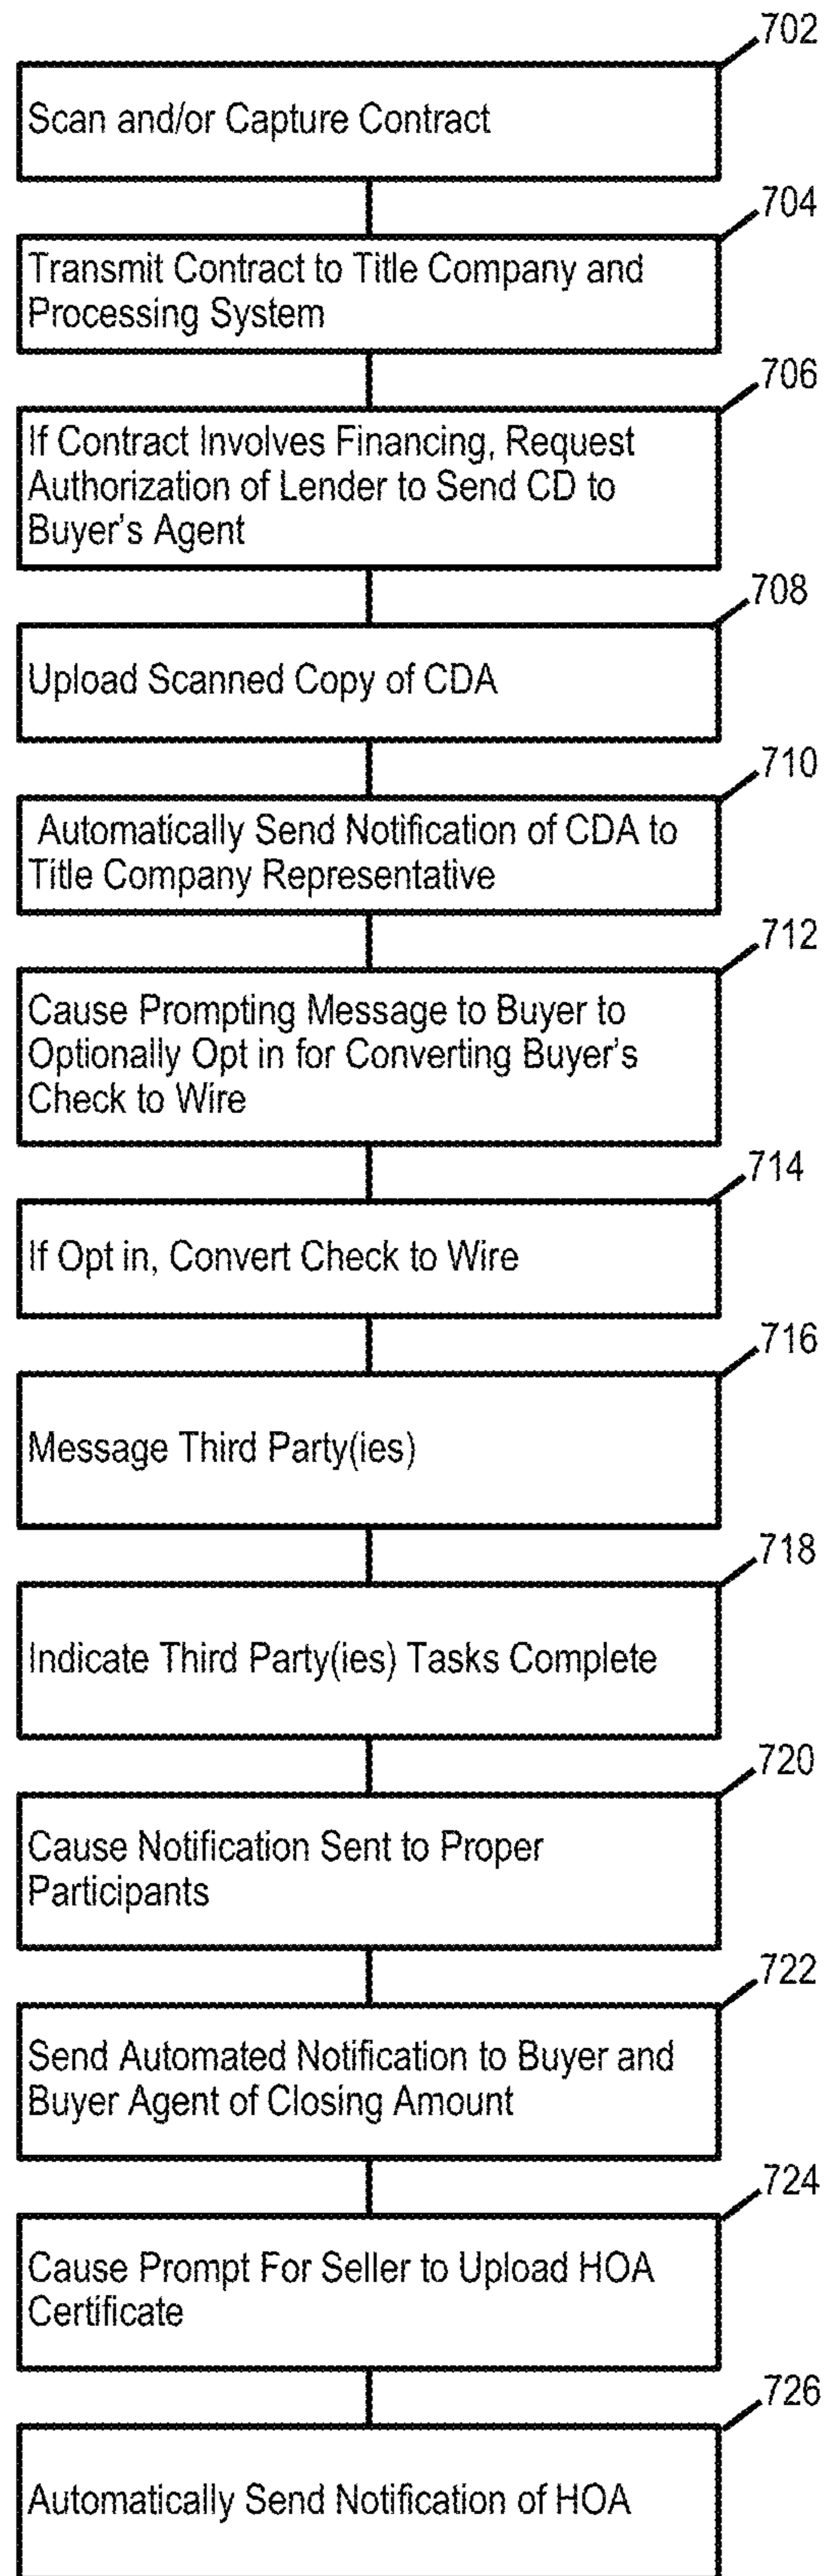 702
Scan and/or Capture Contract
704
Transmit Contract to Title Company and
Processing System
706
If Contract Involves Financing, Request
Authorization of Lender to Send CD to
Buyer's Agent
708
Upload Scanned Copy of CDA
710
Automatically Send Notification of CDA to
Title Company Representative
712
Cause Prompting Message to Buyer to
Optionally Opt in for Converting Buyer's
Check to Wire
714
If Opt in, Convert Check to Wire
716
Message Third Party(ies)
718
Indicate Third Party(ies) Tasks Complete
720
Cause Notification Sent to Proper
Participants
722
Send Automated Notification to Buyer and
Buyer Agent of Closing Amount
724
Cause Prompt For Seller to Upload HOA
Certificate
726
Automatically Send Notification of HOA